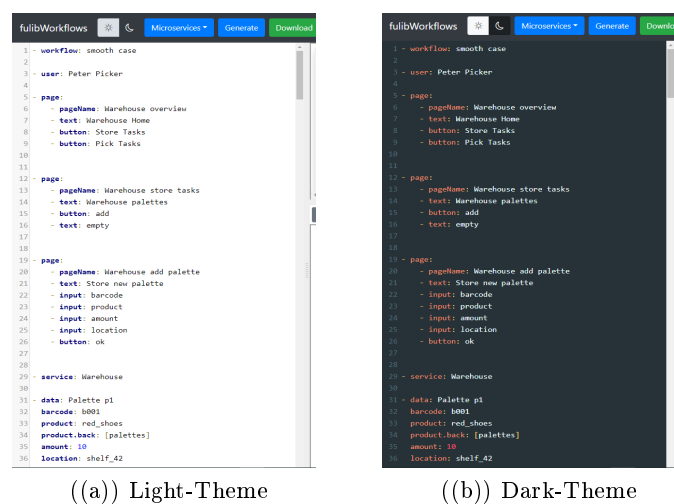 fulibWorkflows Microservices Generate Download
1 - workflow: smooth case
2
3 - user: Peter Picker
4
5 - page:
6 - pageName: Warehouse overview
7 - text: Warehouse Home
8 - button: Store Tasks
9 - button: Pick Tasks
10
11
12 - page:
13 - pageName: Warehouse store tasks
14 - text: Warehouse palettes
15 - button: add
16 - text: empty
17
18
19 - page:
20 - pageName: Warehouse add palette
21 - text: Store new palette
22 - input: barcode
23 - input: product
24 - input: amount
25 - input: location
26 - button: ok
27
28
29 - service: Warehouse
30
31 - data: Palette p1
32 barcode: b001
33 product: red_shoes
34 product.back: [palettes]
35 amount: 10
36 location: shelf_42
((a)) Light-Theme
fulibWorkflows Microservices Generate Downlo
1 - workflow: smooth case
2
3 - user: Peter Picker
4
5 - page:
6 - pageName: Warehouse overview
7 - text: Warehouse Home
8 - button: Store Tasks
9 - button: Pick Tasks
10
11
12 - page:
13 - pageName: Warehouse store tasks
14 - text: Warehouse palettes
15 - button: add
16 - text: empty
17
18
19 - page:
20 - pageName: Warehouse add palette
21 - text: Store new palette
22 - input: barcode
23 - input: product
24 - input: amount
25 - input: location
26 - button: ok
27
28
29 - service: Warehouse
30
31 - data: Palette p1
32 barcode: b001
33 product: red_shoes
34 product.back: [palettes]
35 amount: 10
36 location: shelf_42
((b)) Dark-Theme